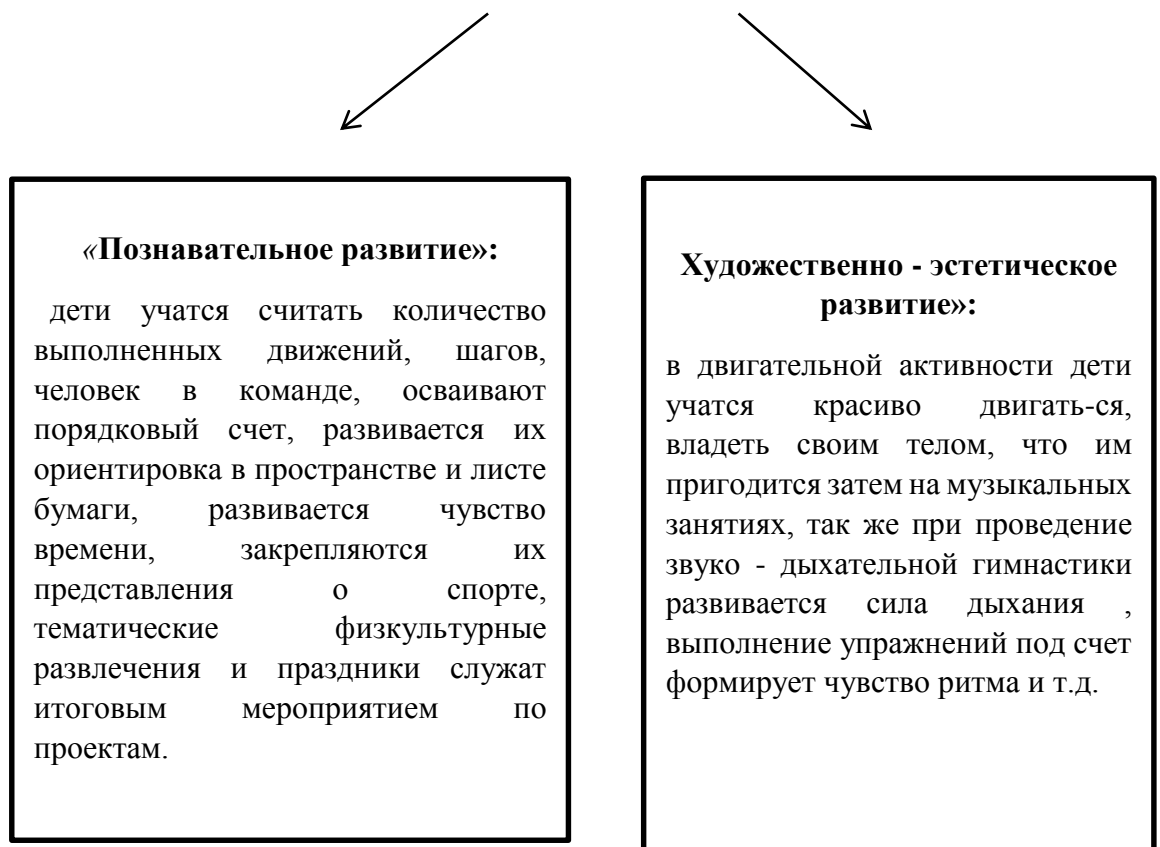 «Познавательное развитие»:
дети учатся считать количество
выполненных движений, шагов,
человек в команде, осваивают
порядковый счет, развивается их
ориентировка в пространстве и листе
бумаги, развивается чувство
времени, закрепляются их
представления о спорте,
тематические физкультурные
развлечения и праздники служат
итоговым мероприятием по
проектам.
Художественно - эстетическое
развитие»:
в двигательной активности дети
учатся красиво двигать-ся,
владеть своим телом, что им
пригодится затем на музыкальных
занятиях, так же при проведение
звуко - дыхательной гимнастики
развивается сила дыхания ,
выполнение упражнений под счет
формирует чувство ритма и т.д.